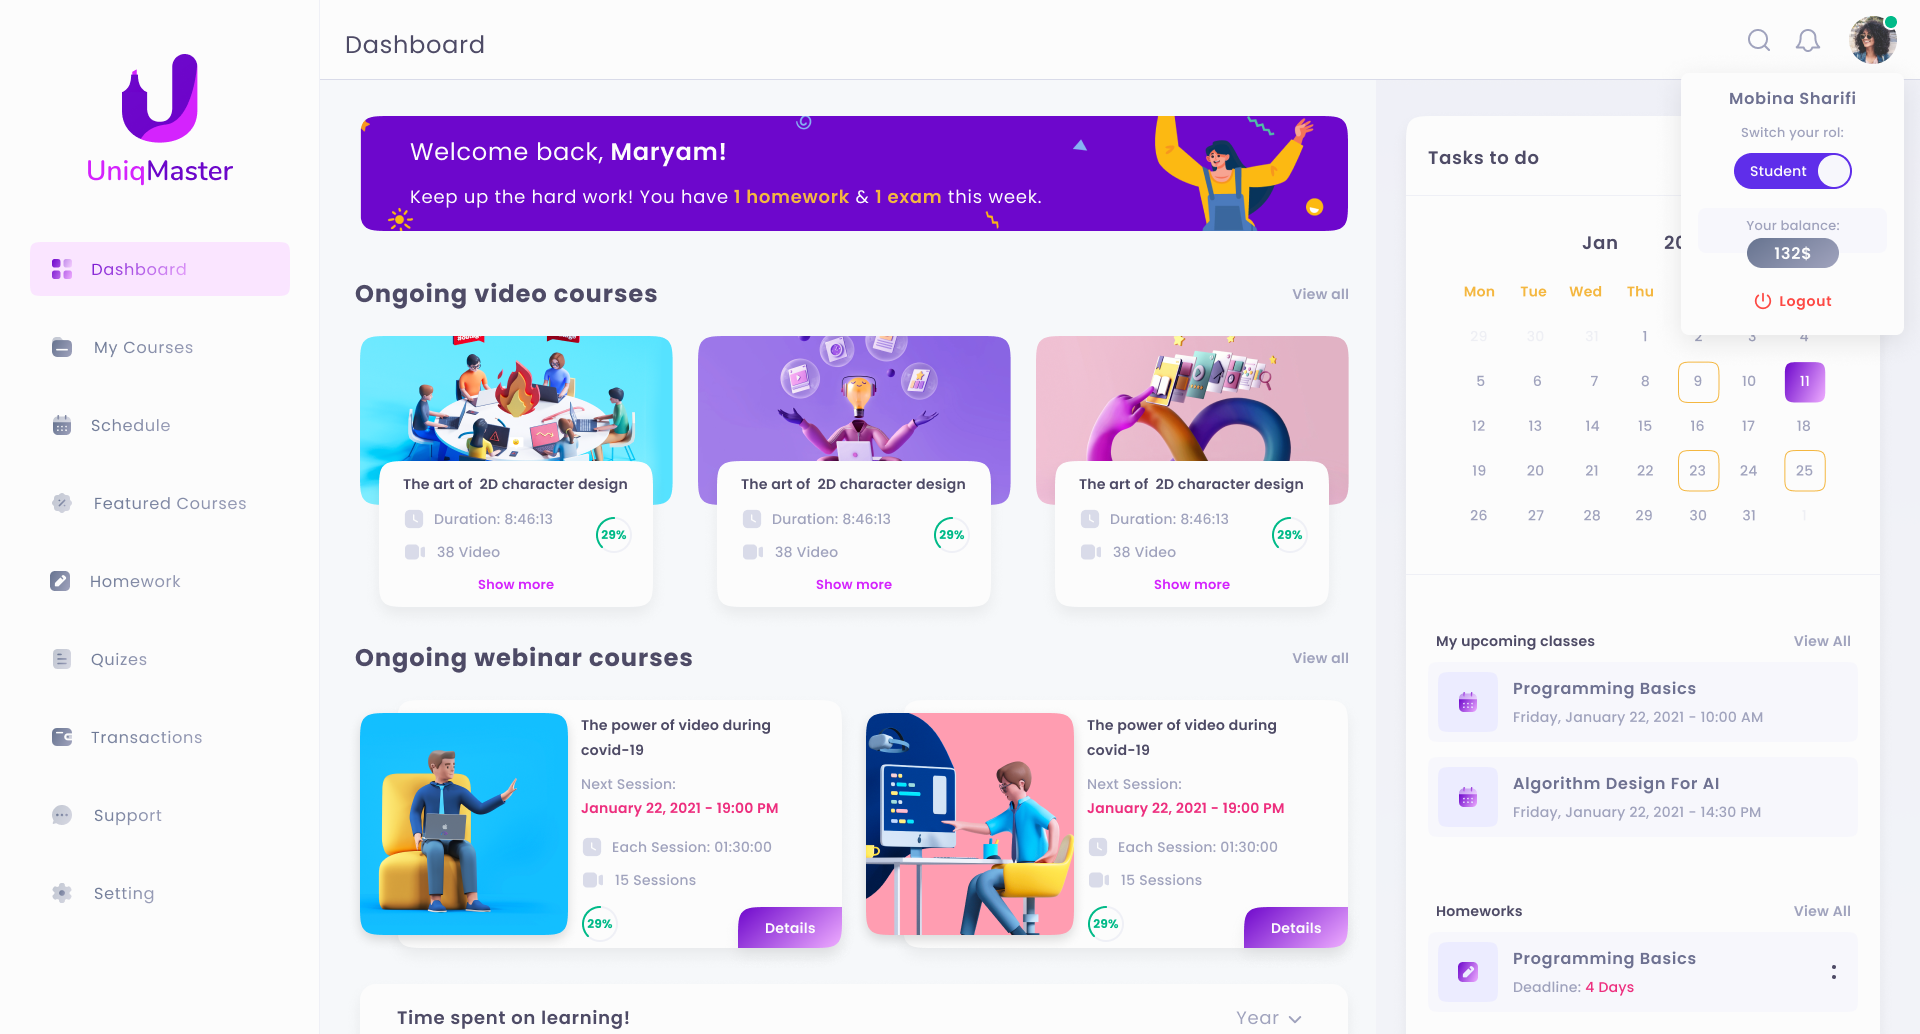 UniqMaster
Dashboard
My Courses
Schedule
Featured Courses
Homework
Quizes
Transactions
Support
Setting
Dashboard
Welcome back, Maryam!
Keep up the hard work! You have 1 homework & 1 exam this week.
Ongoing video courses
View all
The art of 2D character design
Duration: 8:46:13
38 Video
29%
Show more
The art of 2D character design
Duration: 8:46:13
38 Video
29%
Show more
The art of 2D character design
Duration: 8:46:13
38 Video
29%
Show more
Ongoing webinar courses
View all
The power of video during
covid-19
Next Session:
January 22, 2021 - 19:00 PM
Each Session: 01:30:00
15 Sessions
29%
Details
The power of video during
covid-19
Next Session:
January 22, 2021 - 19:00 PM
Each Session: 01:30:00
15 Sessions
29%
Details
Time spent on learning!
Year
Mobina Sharifi
Switch your rol:
Student
Your balance:
132$
Logout
Tasks to do
Jan
Mon Tue Wed Thu
29 30 31 1 2 3 4
5 6 7 8 9 10 11
12 13 14 15 16 17 18
19 20 21 22 23 24 25
26 27 28 29 30 31 1
My upcoming classes
View All
Programming Basics
Friday, January 22, 2021 - 10:00 AM
Algorithm Design For AI
Friday, January 22, 2021 - 14:30 PM
Homeworks
View All
Programming Basics
Deadline: 4 Days